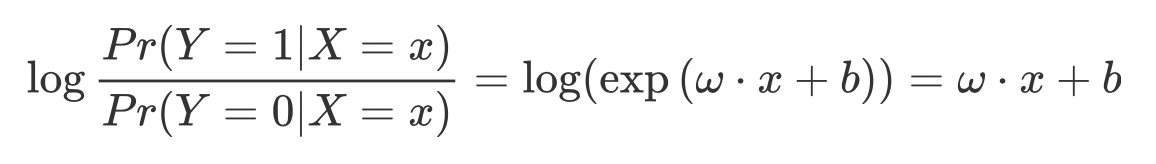 log Pr(Y = 1|X = x) / Pr(Y = 0|X = x) = log(exp (ω · x + b)) = ω · x + b